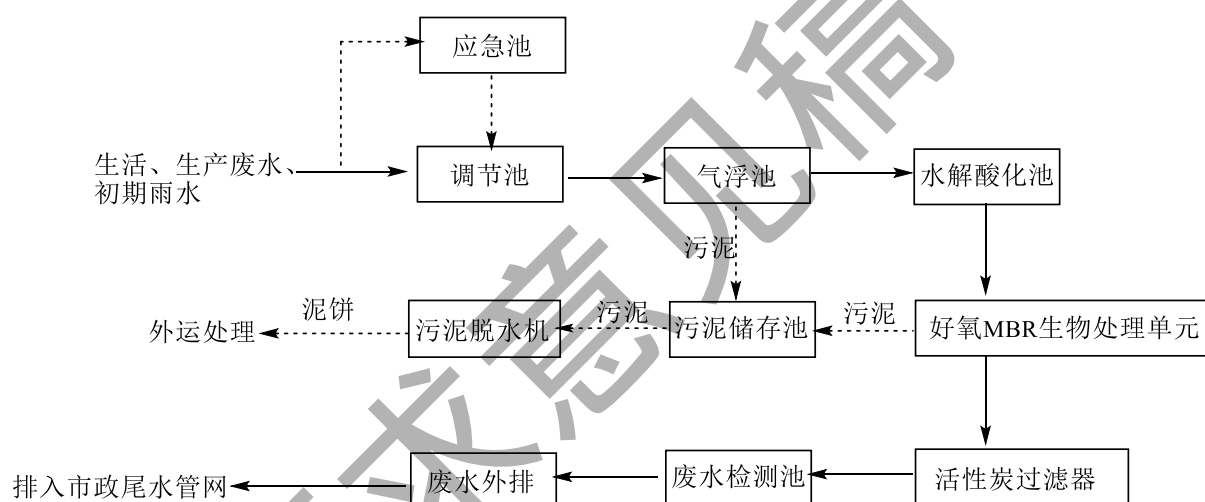 应急池
生活、生产废水、
初期雨水
调节池
气浮池
水解酸化池
污泥
外运处理
泥饼
污泥脱水机
污泥
污泥储存池
污泥
好氧MBR生物处理单元
排入市政尾水管网
废水外排
废水检测池
活性炭过滤器
求意见稿